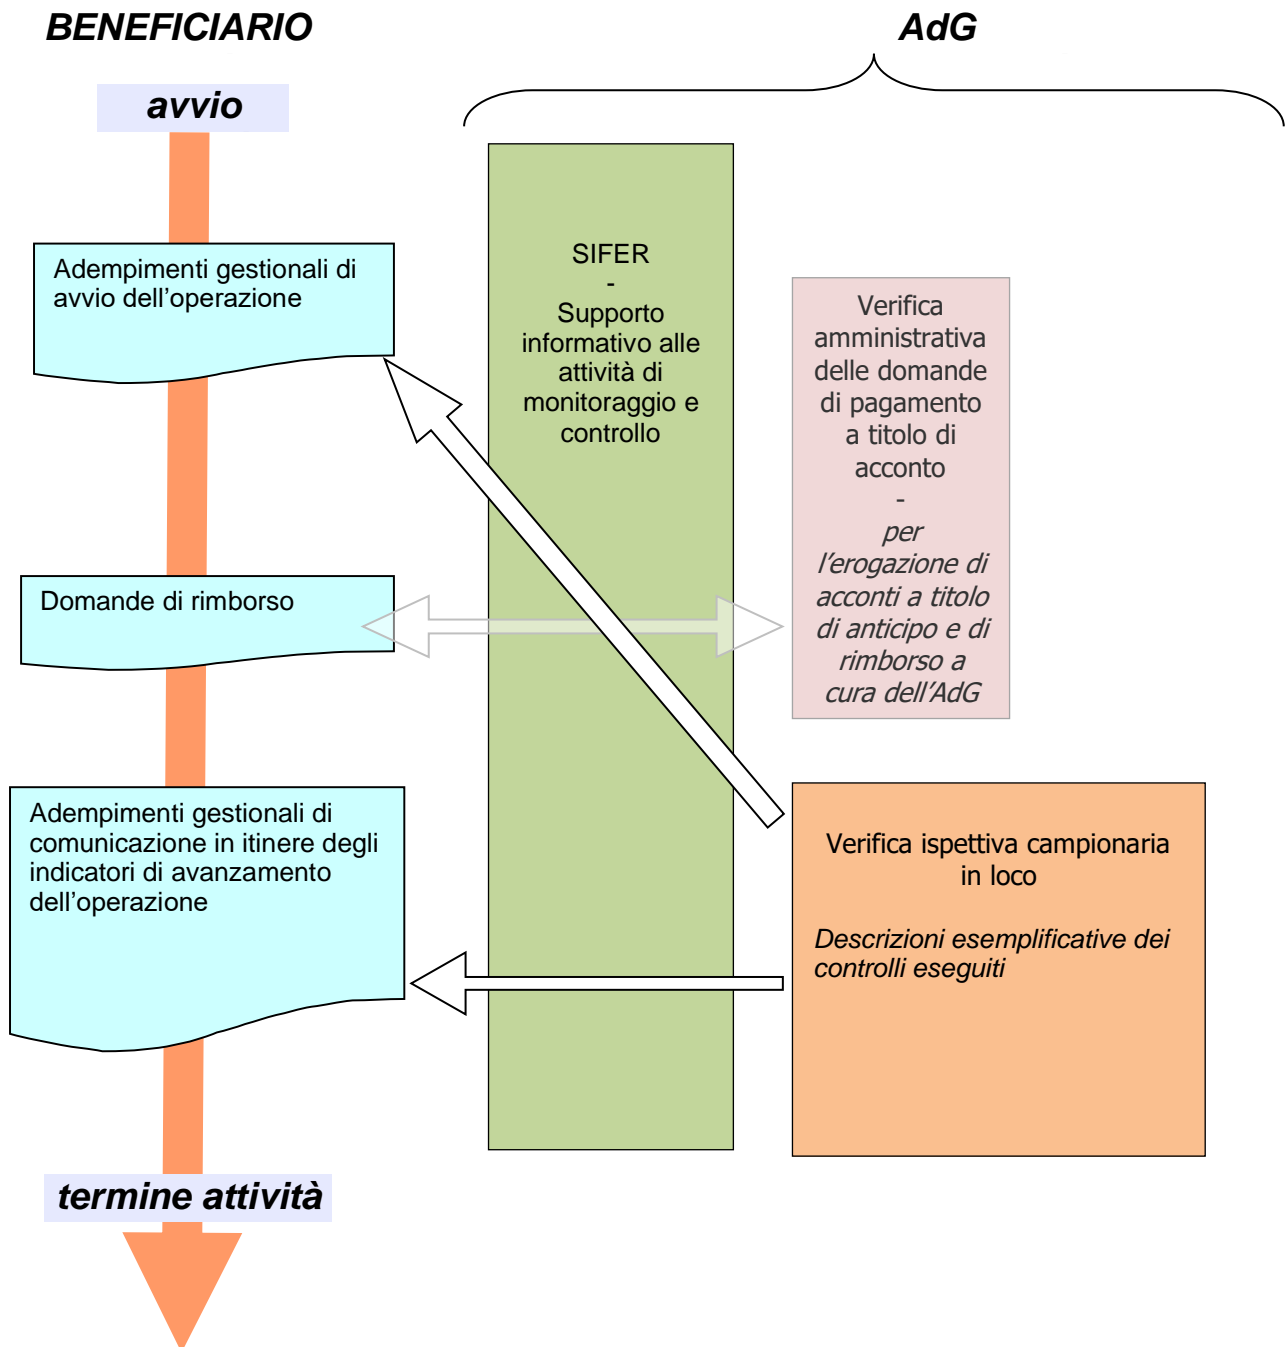 BENEFICIARIO
AdG
avvio
Adempimenti gestionali di
avvio dell’operazione
SIFER
-
Supporto
informativo alle
attività di
monitoraggio e
controllo
Verifica
amministrativa
delle domande
di pagamento
a titolo di
acconto
-
per
l’erogazione di
acconti a titolo
di anticipo e di
rimborso a
cura dell’AdG
Domande di rimborso
Adempimenti gestionali di
comunicazione in itinere degli
indicatori di avanzamento
dell’operazione
Verifica ispettiva campionaria
in loco
Descrizioni esemplificative dei
controlli eseguiti
termine attività